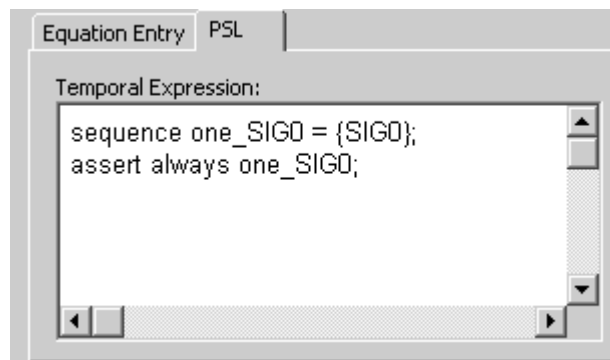 Equation Entry PSL
Temporal Expression:
sequence one_SIG0 = {SIG0};
assert always one_SIG0;